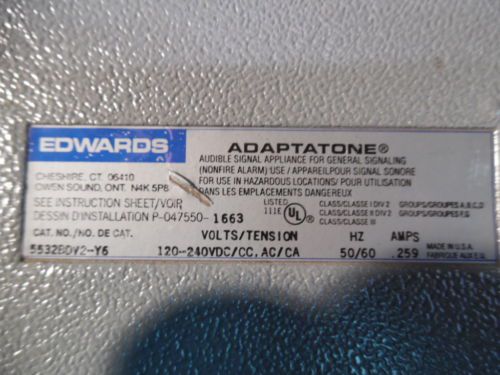 EDWARDS
CHESHIRE, CT. 06410
OWEN SOUND, ONT. N4K 5P8
SEE INSTRUCTION SHEET/VOIR
DESSIN D'INSTALLATION P-047550-1663
ADAPTATONE®
AUDIBLE SIGNAL APPLIANCE FOR GENERAL SIGNALING
(NONFIRE ALARM) USE / APPAREIL POUR SIGNAL SONORE
FOR USE IN HAZARDOUS LOCATIONS/ POUR UTILISATION
DANS LES EMPLACEMENTS DANGEREUX
LISTED
111E
UL®
CLASS/CLASSE I DIV 2 GROUPS/GROUPES A,B,C,D
CLASS/CLASSE II DIV 2 GROUPS/GROUPES
CLASS/CLASSE III
CAT. NO./NO. DE CAT. VOLTS/TENSION HZ AMPS
5532BDV2-Y6 120-240VDC/CC, AC/CA 50/60 .259
MADE IN U.S.A.
FABRIQUE AUX E.U.